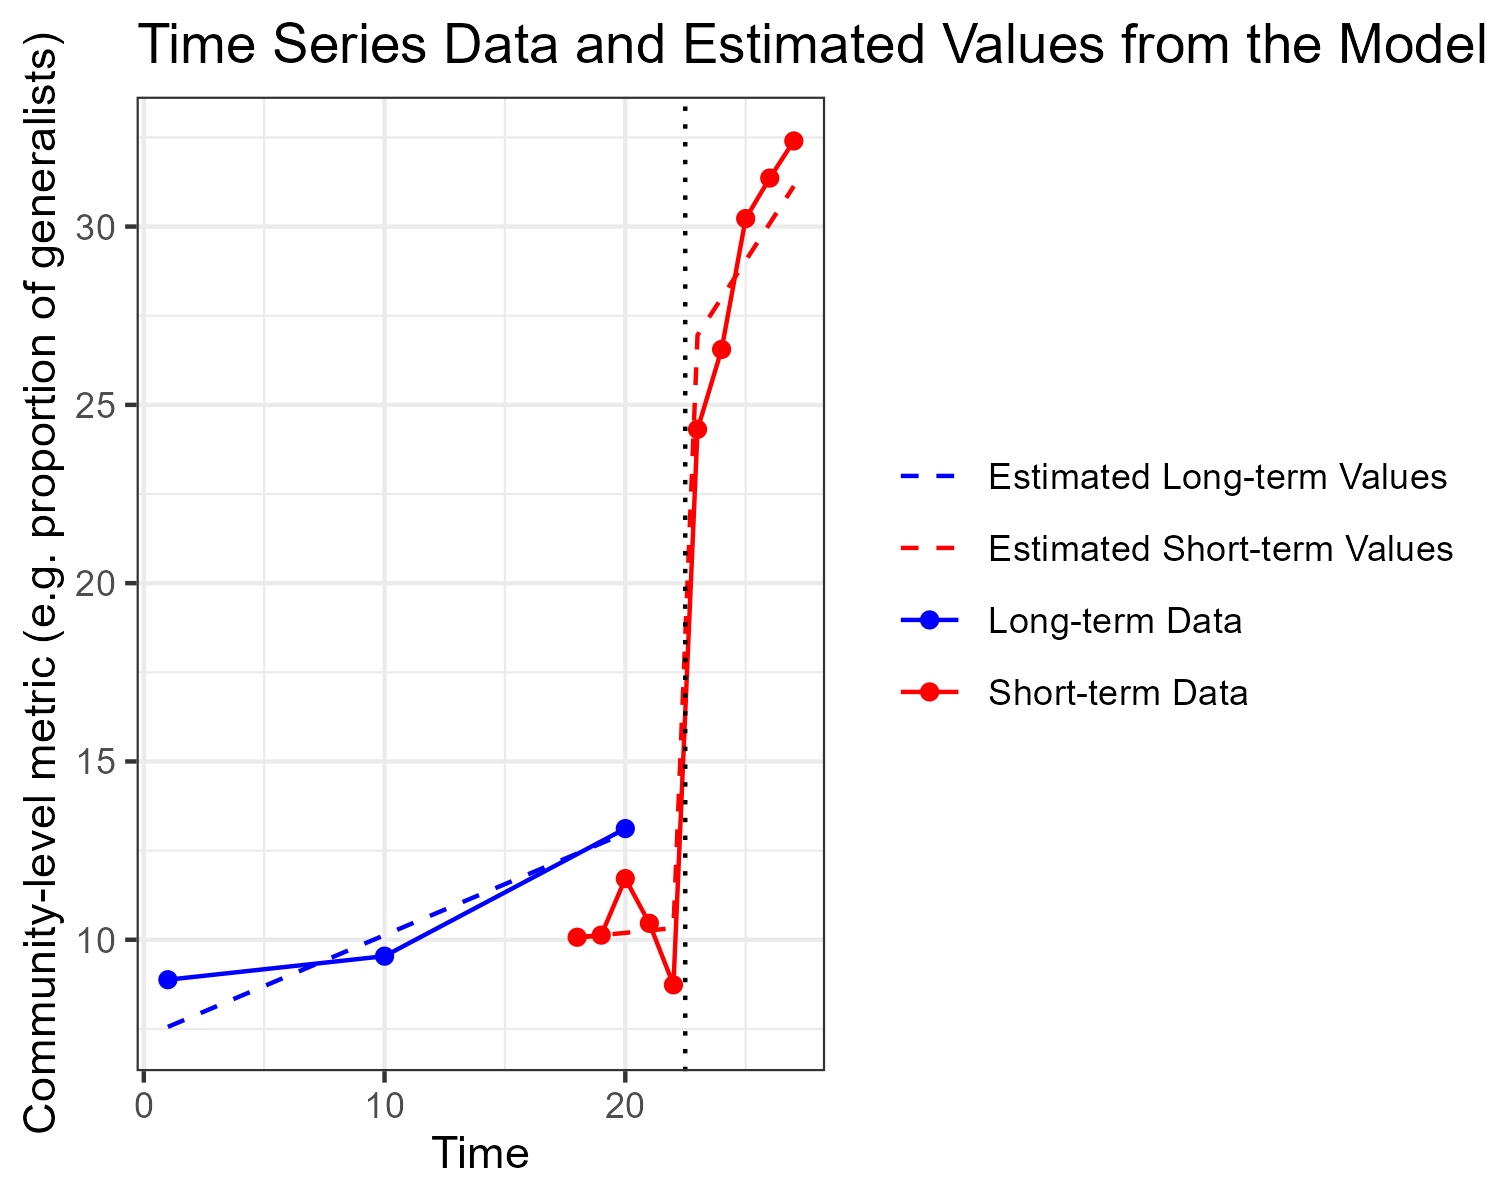 Time Series Data and Estimated Values from the Model
Community-level metric (e.g. proportion of generalists)
30
25
20
15
10
0
10
20
Time
Estimated Long-term Values
Estimated Short-term Values
Long-term Data
Short-term Data